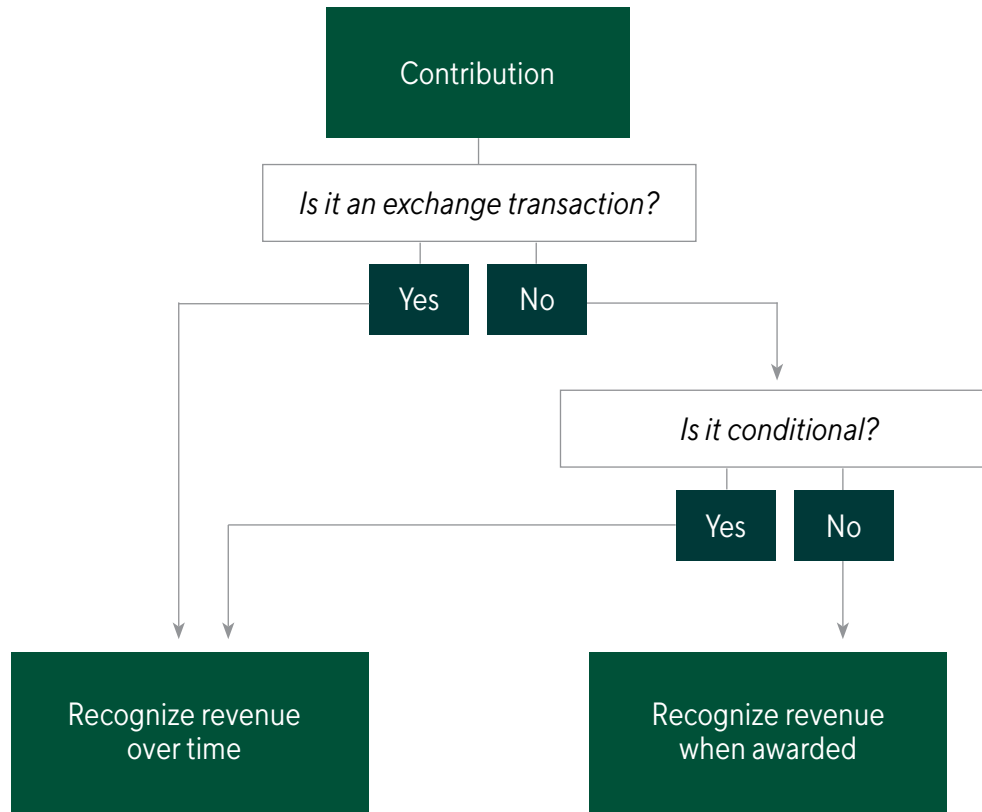 Contribution
Is it an exchange transaction?
Yes
No
Is it conditional?
Yes
No
Recognize revenue
over time
Recognize revenue
when awarded